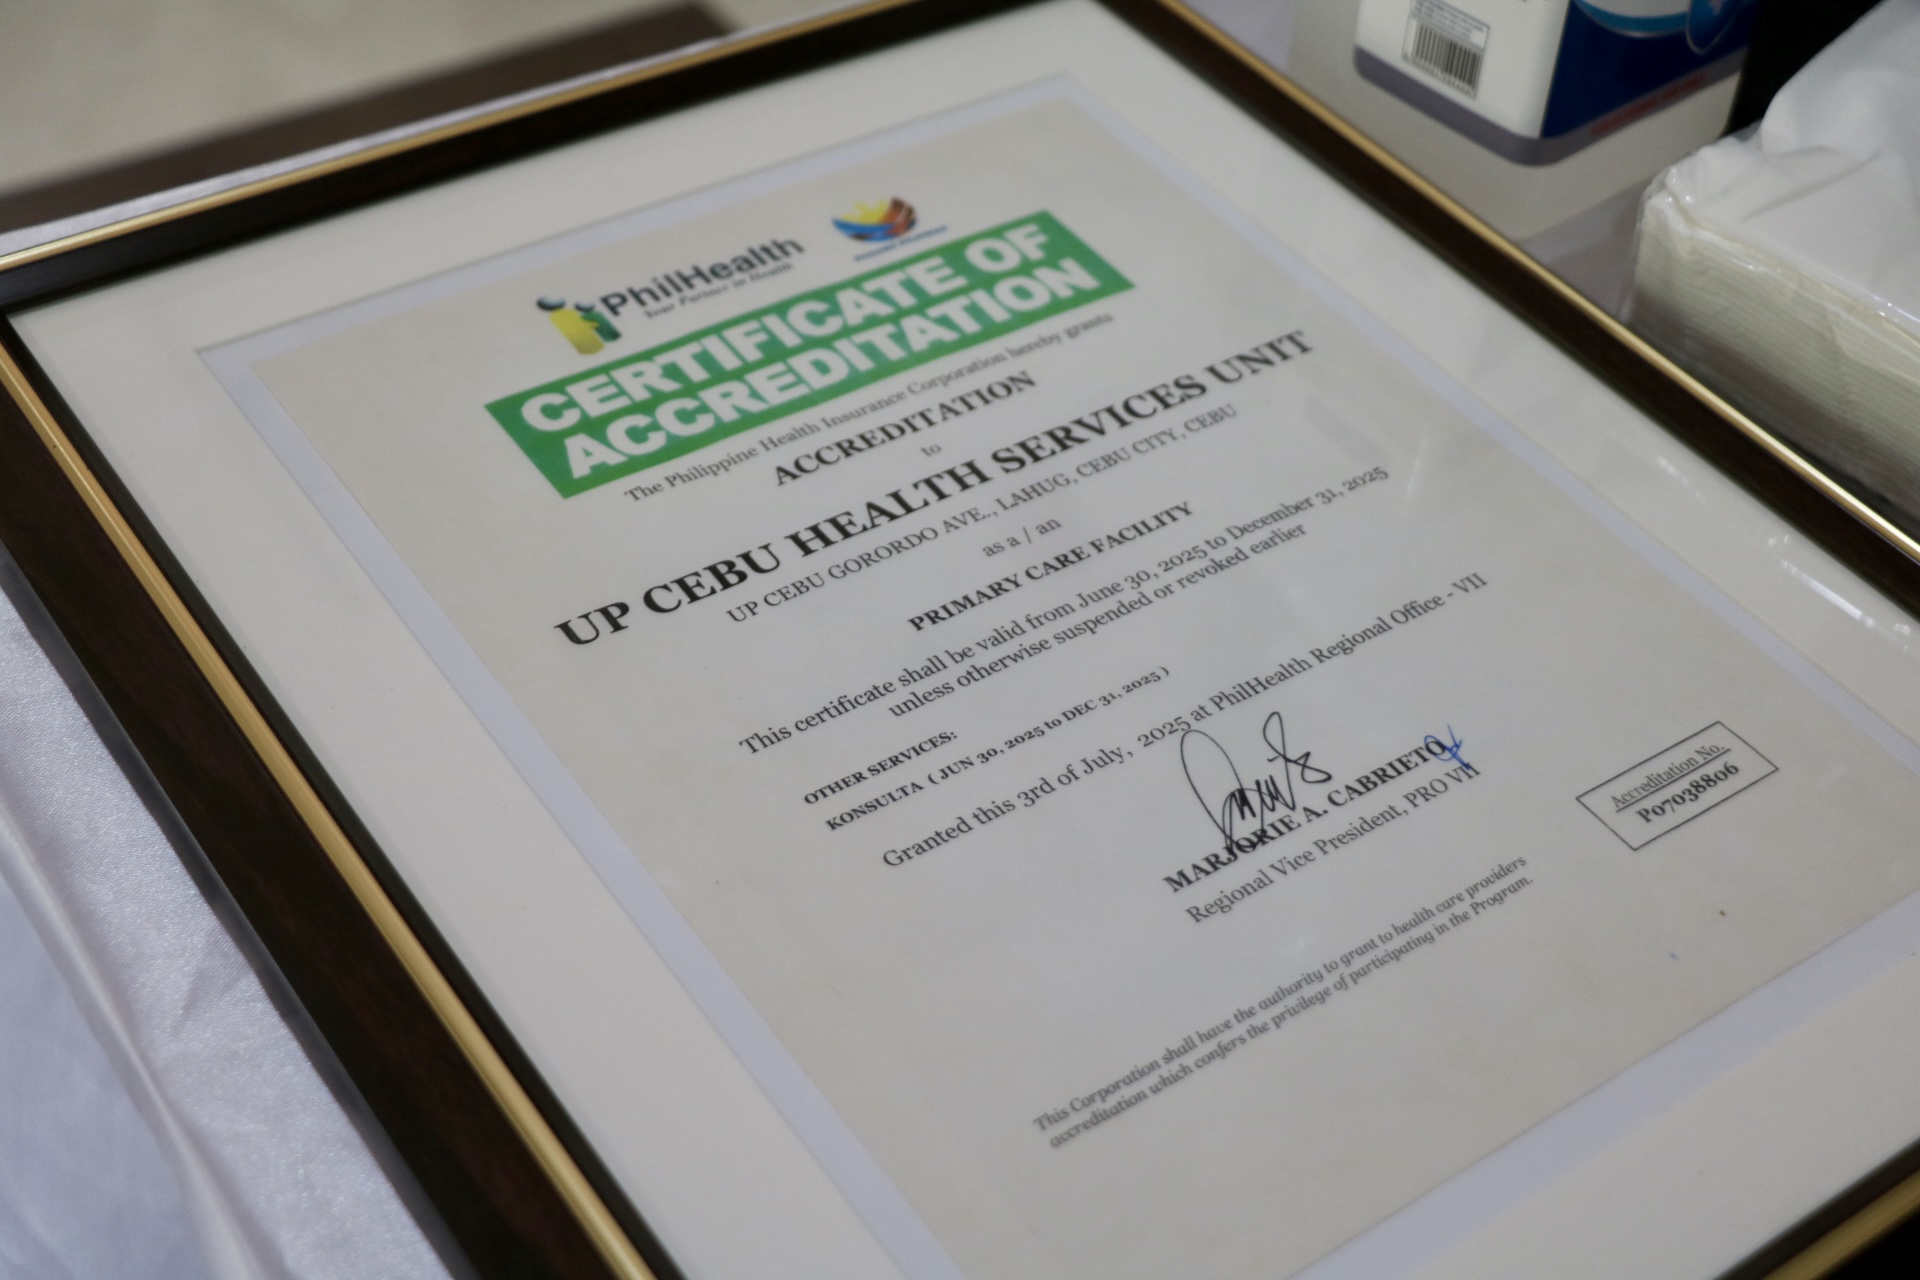 PhilHealth
Your Partner in Health
CERTIFICATE OF
ACCREDITATION
The Philippine Health Insurance Corporation hereby grants
ACCREDITATION
to
UP CEBU HEALTH SERVICES UNIT
UP CEBU GORORDO AVE., LAHUG, CEBU CITY, CEBU
as a / an
PRIMARY CARE FACILITY
This certificate shall be valid from June 30, 2025 to December 31, 2025
unless otherwise suspended or revoked earlier
OTHER SERVICES:
KONSULTA ( JUN 30, 2025 to DEC 31, 2025 )
Granted this 3rd of July, 2025 at PhilHealth Regional Office - VII
MARJORIE A. CABRIETO
Regional Vice President, PRO VII
Accreditation No.
P07038806
This Corporation shall have the authority to grant to health care providers
accreditation which confers the privilege of participating in the Program.